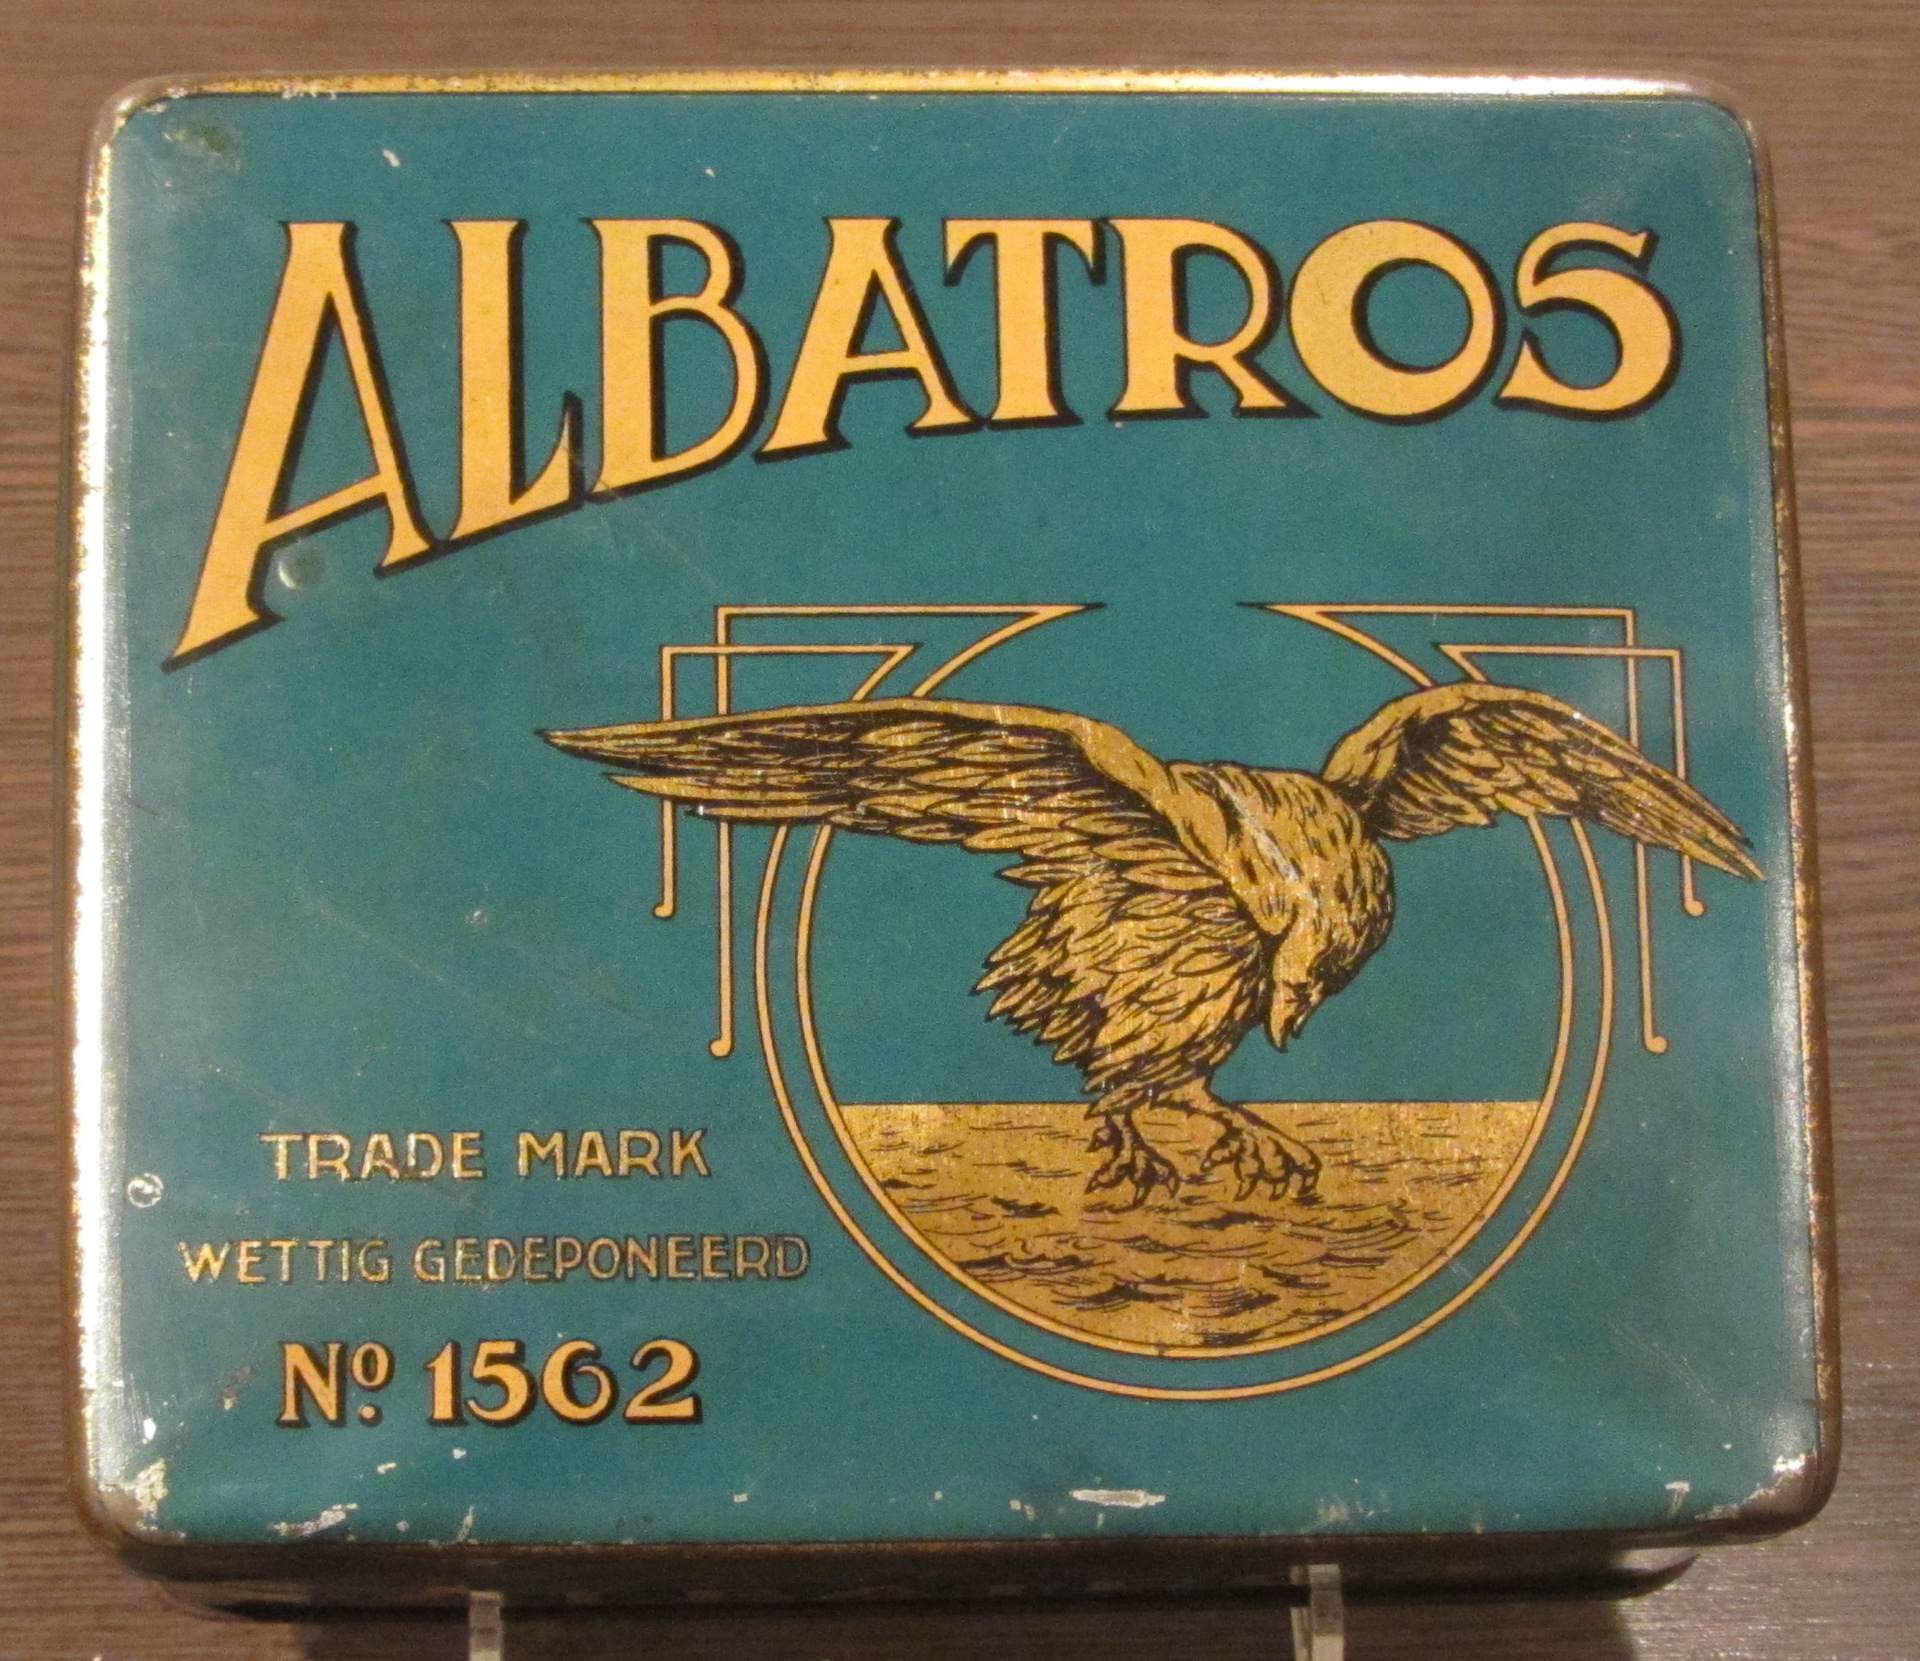 ALBATROS
TRADE MARK
WETTIG GEDEPONEERD
Nº 1562